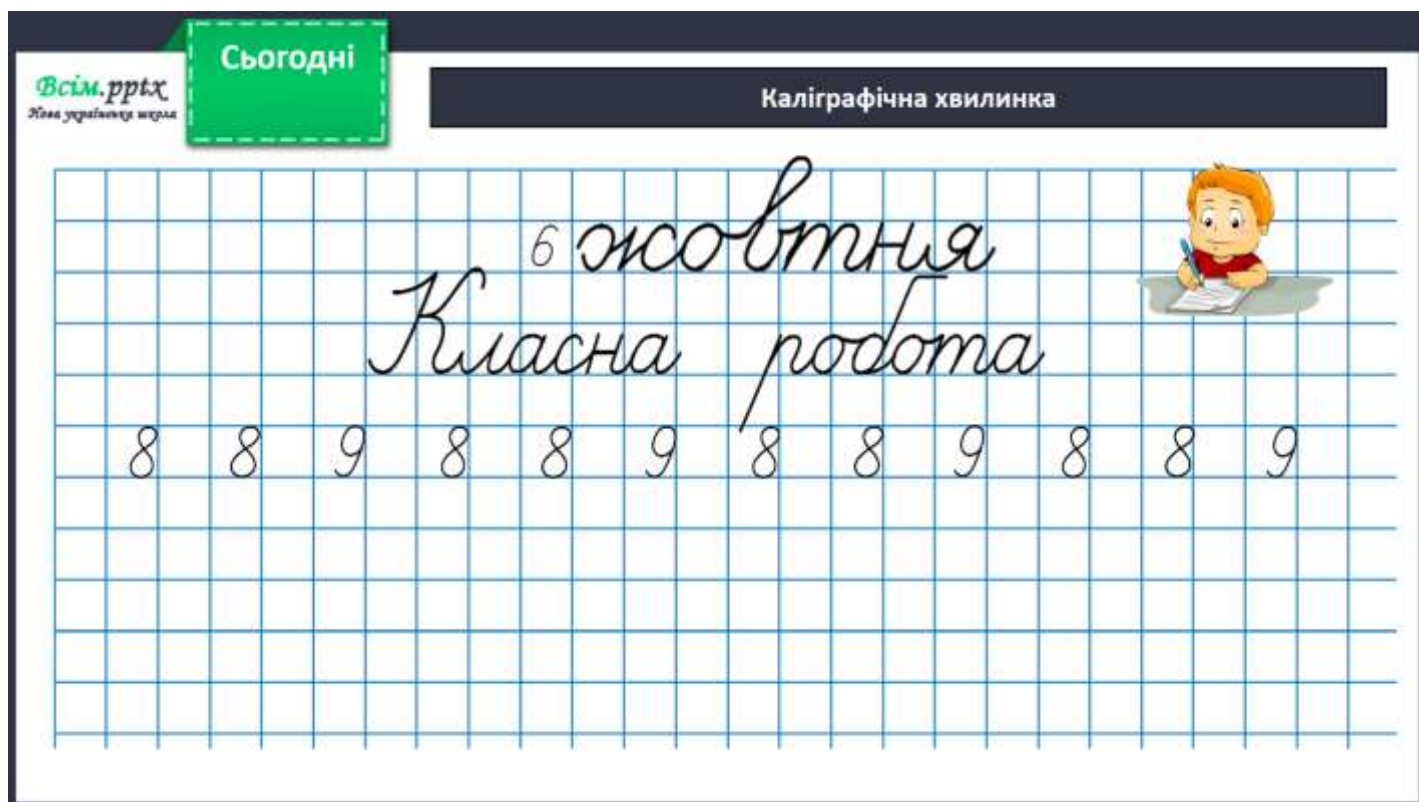 Сьогодні
Всім.pptx
Нова українська школа
Каліграфічна хвилинка
6 жовтня
Класна робота
8 8 9 8 8 9 8 8 9 8 8 9